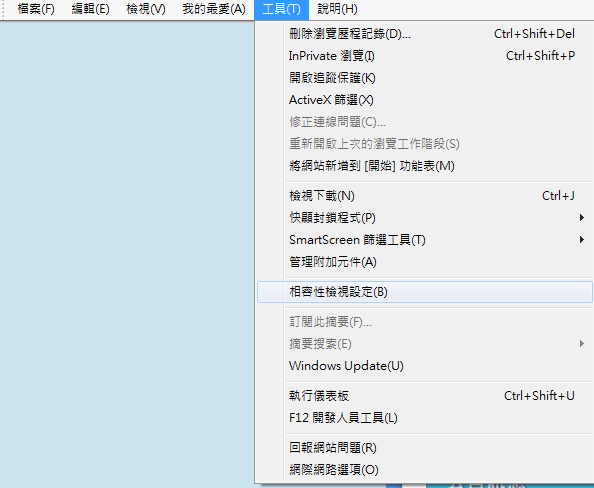 檔案(F) 編輯(E) 檢視(V) 我的最愛(A) 工具(T) 說明(H)
刪除瀏覽歷程記錄(D)... Ctrl+Shift+Del
InPrivate 瀏覽(I) Ctrl+Shift+P
開啟追蹤保護(K)
ActiveX 篩選(X)
修正連線問題(C)...
重新開啟上次的瀏覽工作階段(S)
將網站新增到 [開始] 功能表(M)
檢視下載(N) Ctrl+J
快顯封鎖程式(P)
SmartScreen 篩選工具(T)
管理附加元件(A)
相容性檢視設定(B)
訂閱此摘要(F)...
摘要搜索(E)
Windows Update(U)
執行儀表板 Ctrl+Shift+U
F12 開發人員工具(L)
回報網站問題(R)
網際網路選項(O)